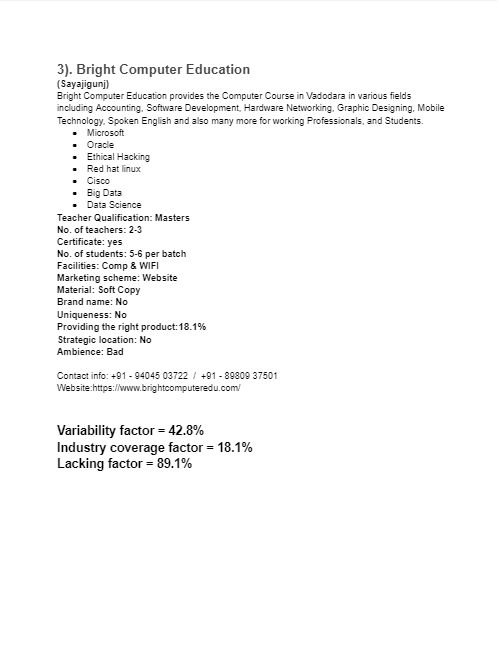 3). Bright Computer Education
(Sayajigunj)
Bright Computer Education provides the Computer Course in Vadodara in various fields
including Accounting, Software Development, Hardware Networking, Graphic Designing, Mobile
Technology, Spoken English and also many more for working Professionals, and Students.
• Microsoft
• Oracle
• Ethical Hacking
• Red hat linux
• Cisco
• Big Data
• Data Science
Teacher Qualification: Masters
No. of teachers: 2-3
Certificate: yes
No. of students: 5-6 per batch
Facilities: Comp & WIFI
Marketing scheme: Website
Material: Soft Copy
Brand name: No
Uniqueness: No
Providing the right product:18.1%
Strategic location: No
Ambience: Bad
Contact info: +91 - 94045 03722 / +91 - 89809 37501
Website:https://www.brightcomputeredu.com/
Variability factor = 42.8%
Industry coverage factor = 18.1%
Lacking factor = 89.1%